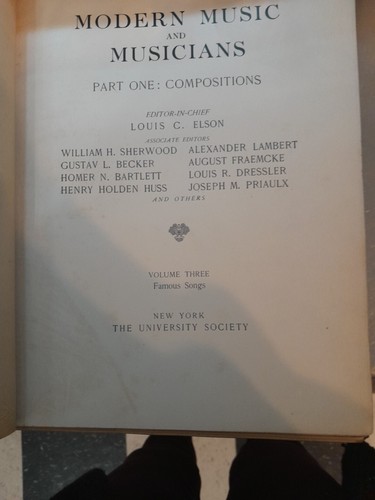 MODERN MUSIC
AND
MUSICIANS
PART ONE: COMPOSITIONS
EDITOR-IN-CHIEF
LOUIS C. ELSON
ASSOCIATE EDITORS
WILLIAM H. SHERWOOD ALEXANDER LAMBERT
GUSTAV L. BECKER AUGUST FRAEMCKE
HOMER N. BARTLETT LOUIS R. DRESSLER
HENRY HOLDEN HUSS JOSEPH M. PRIAULX
AND OTHERS
VOLUME THREE
Famous Songs
NEW YORK
THE UNIVERSITY SOCIETY